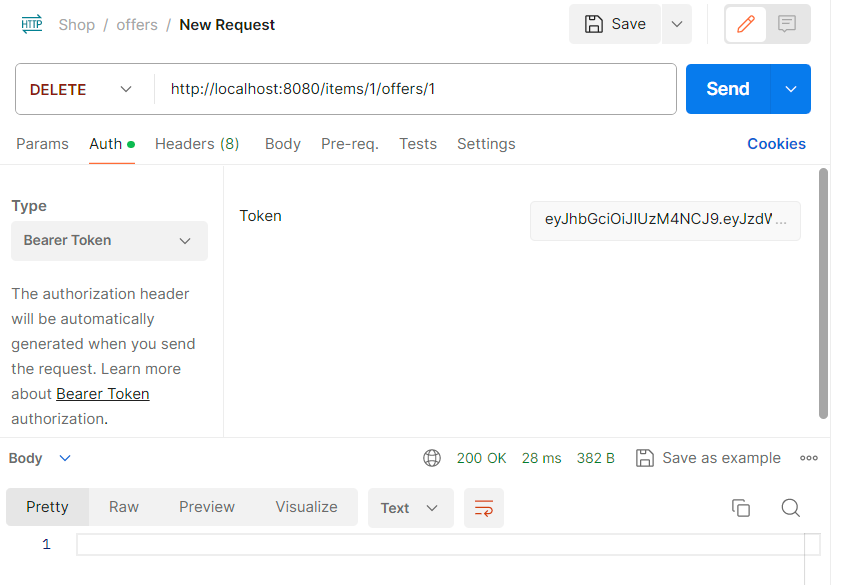 HTTP Shop / offers / New Request Save
DELETE http://localhost:8080/items/1/offers/1 Send
Params Auth Headers (8) Body Pre-req. Tests Settings Cookies
Type
Token eyJhbGciOiJIUzM4NCJ9.eyJzdW ...
Bearer Token
The authorization header
will be automatically
generated when you send
the request. Learn more
about Bearer Token
authorization.
Body 200 OK 28 ms 382 B Save as example
Pretty Raw Preview Visualize Text
1